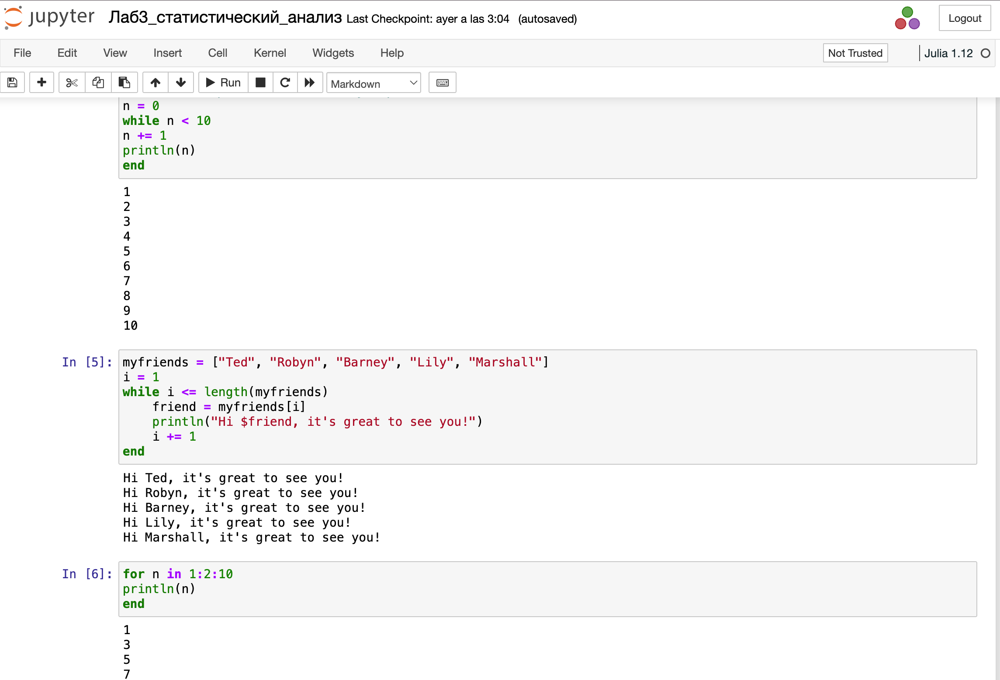 jupyter Лаб3_статистический_анализ Last Checkpoint: ayer a las 3:04 (autosaved)
Logout
File Edit View Insert Cell Kernel Widgets Help
Not Trusted
Julia 1.12
Run
Markdown
n = 0
while n < 10
n += 1
println(n)
end
1
2
3
4
5
6
7
8
9
10
In [5]:
myfriends = ["Ted", "Robyn", "Barney", "Lily", "Marshall"]
i = 1
while i <= length(myfriends)
    friend = myfriends[i]
    println("Hi $friend, it's great to see you!")
    i += 1
end
Hi Ted, it's great to see you!
Hi Robyn, it's great to see you!
Hi Barney, it's great to see you!
Hi Lily, it's great to see you!
Hi Marshall, it's great to see you!
In [6]:
for n in 1:2:10
println(n)
end
1
3
5
7